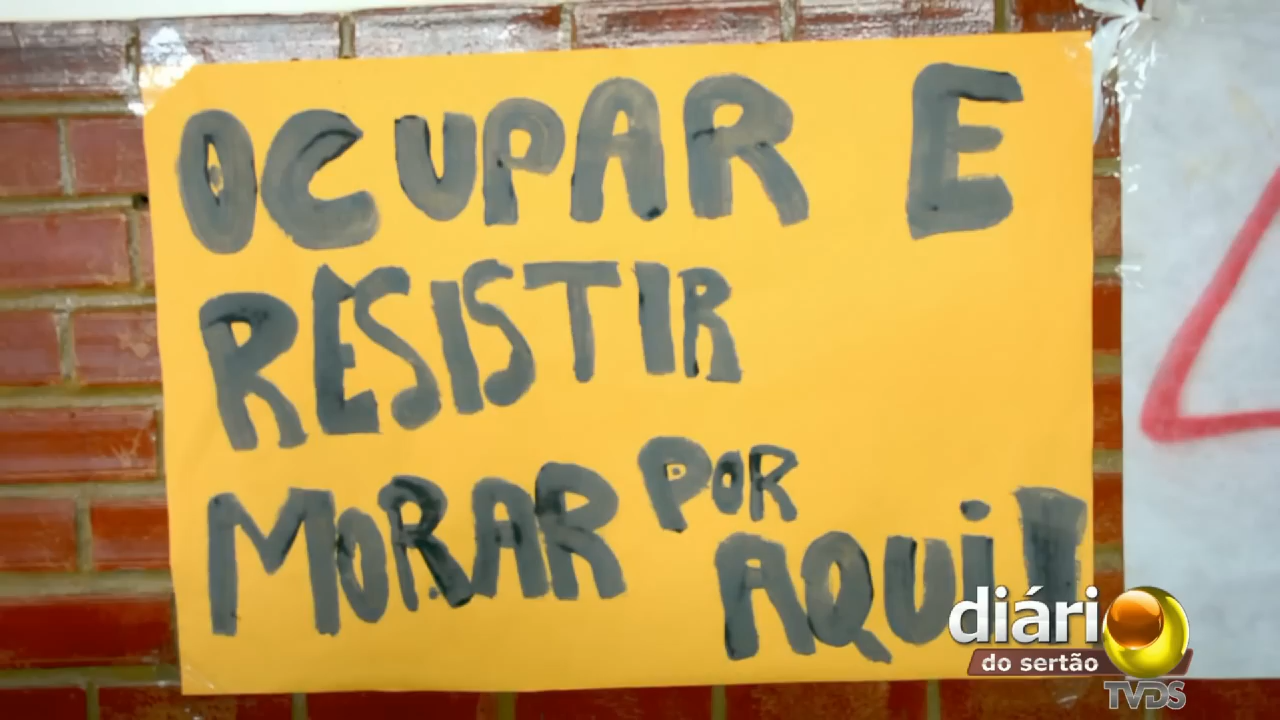 OCUPAR E
RESISTIR
MORAR POR
AQUi!
diário
do sertão
TVDS